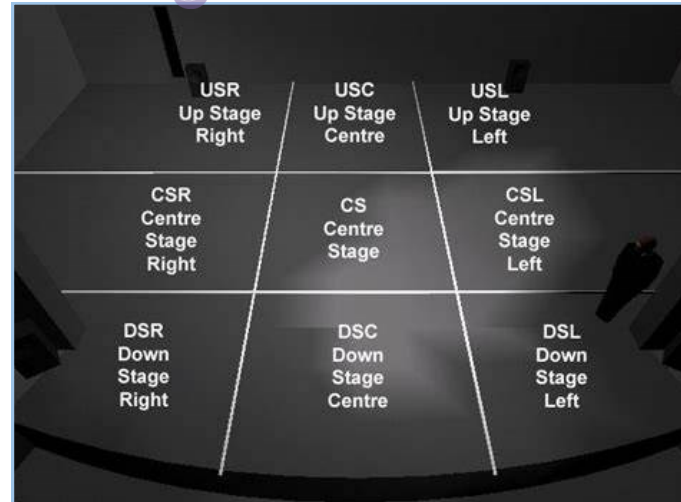 USR
Up Stage
Right
USC
Up Stage
Centre
USL
Up Stage
Left
CSR
Centre
Stage
Right
CS
Centre
Stage
CSL
Centre
Stage
Left
DSR
Down
Stage
Right
DSC
Down
Stage
Centre
DSL
Down
Stage
Left